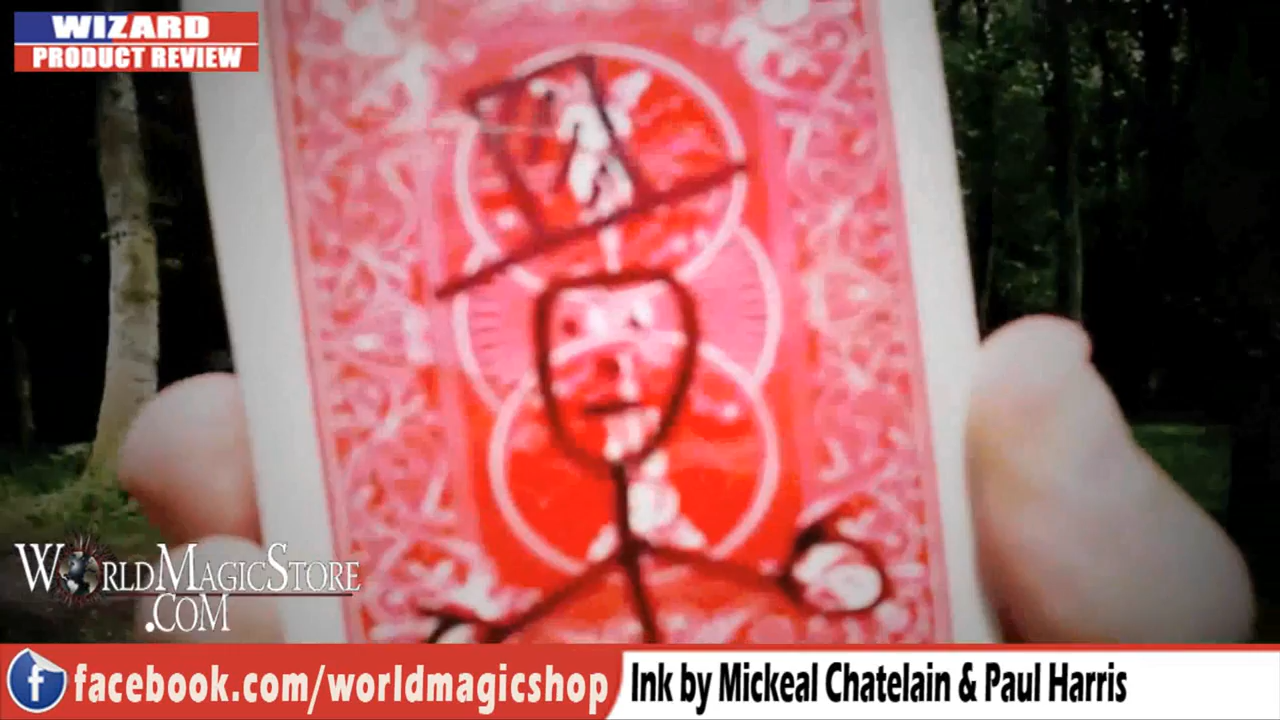 WIZARD
PRODUCT REVIEW
WORLDMAGICSTORE
.COM
facebook.com/worldmagicshop
Ink by Mickeal Chatelain & Paul Harris